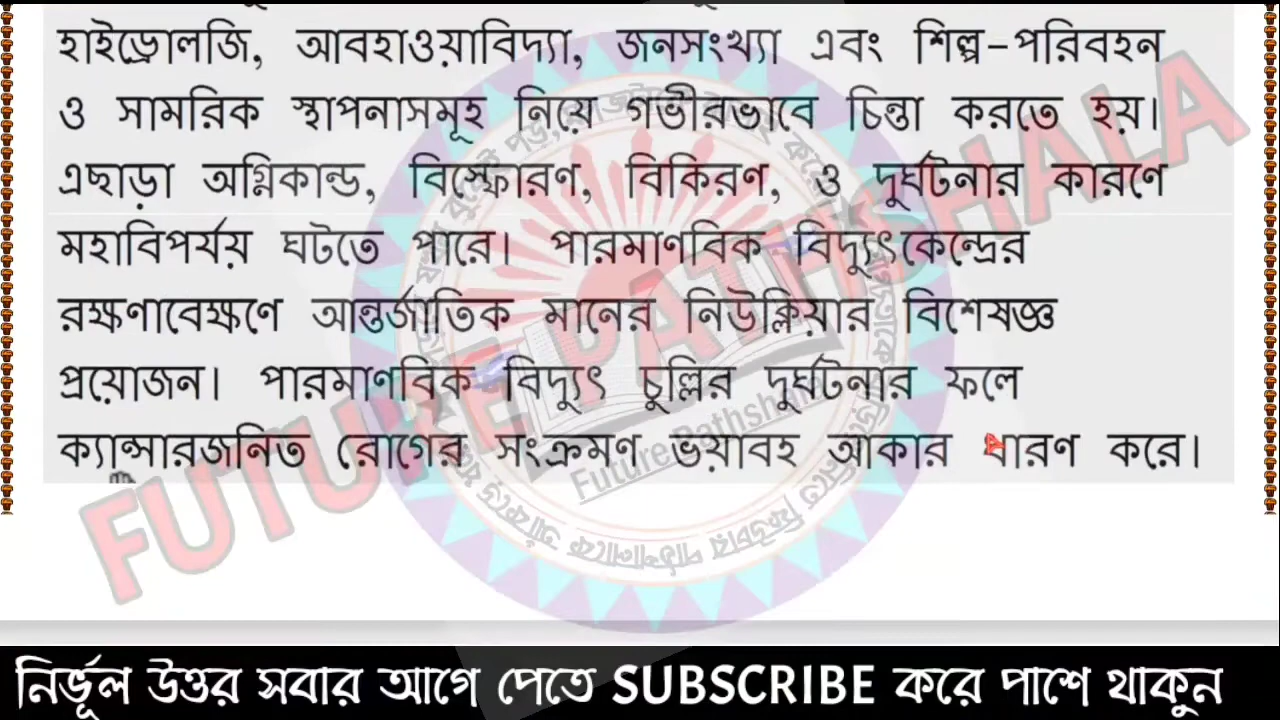 হাইড্রোলজি, আবহাওয়াবিদ্যা, জনসংখ্যা এবং শিল্প-পরিবহন
ও সামরিক স্থাপনাসমূহ নিয়ে গভীরভাবে চিন্তা করতে হয়।
এছাড়া অগ্নিকান্ড, বিস্ফোরণ, বিকিরণ, ও দুর্ঘটনার কারণে
মহাবিপর্যয় ঘটতে পারে। পারমাণবিক বিদ্যুৎকেন্দ্রের
রক্ষণাবেক্ষণে আন্তর্জাতিক মানের নিউক্লিয়ার বিশেষজ্ঞ
প্রয়োজন। পারমাণবিক বিদ্যুৎ চুল্লির দুর্ঘটনার ফলে
ক্যান্সারজনিত রোগের সংক্রমণ ভয়াবহ আকার ধারণ করে।
FUTURE PATHSHALA
Future Pathshala
নির্ভূল উত্তর সবার আগে পেতে SUBSCRIBE করে পাশে থাকুন